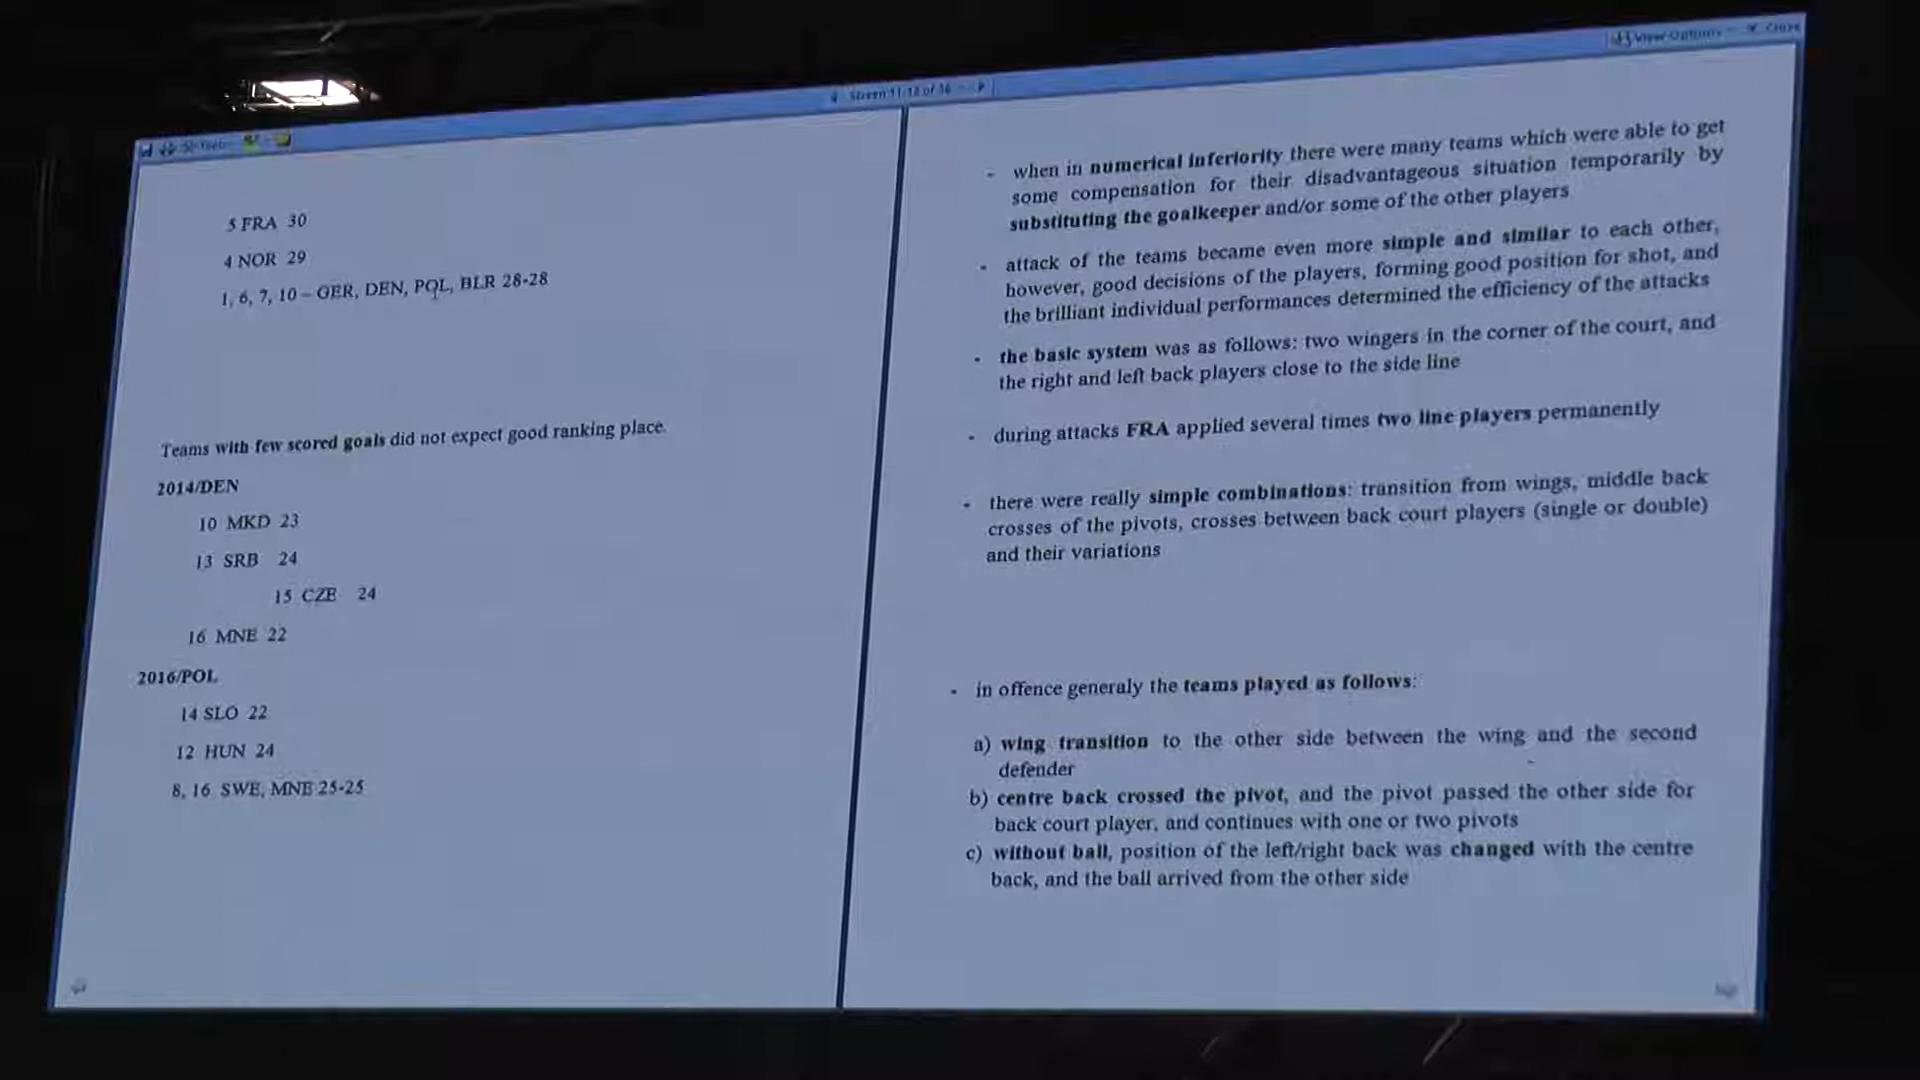 View Options
Close
Screen 11-12 of 36
5 FRA 30
4 NOR 29
1, 6, 7, 10 – GER, DEN, POL, BLR 28-28
Teams with few scored goals did not expect good ranking place.
2014/DEN
10 MKD 23
13 SRB 24
15 CZE 24
16 MNE 22
2016/POL
14 SLO 22
12 HUN 24
8, 16 SWE, MNE 25-25
- when in numerical inferiority there were many teams which were able to get
some compensation for their disadvantageous situation temporarily by
substituting the goalkeeper and/or some of the other players
- attack of the teams became even more simple and similar to each other,
however, good decisions of the players, forming good position for shot, and
the brilliant individual performances determined the efficiency of the attacks
- the basic system was as follows: two wingers in the corner of the court, and
the right and left back players close to the side line
- during attacks FRA applied several times two line players permanently
- there were really simple combinations: transition from wings, middle back
crosses of the pivots, crosses between back court players (single or double)
and their variations
- in offence generaly the teams played as follows:
a) wing transition to the other side between the wing and the second
defender
b) centre back crossed the pivot, and the pivot passed the other side for
back court player, and continues with one or two pivots
c) without ball, position of the left/right back was changed with the centre
back, and the ball arrived from the other side